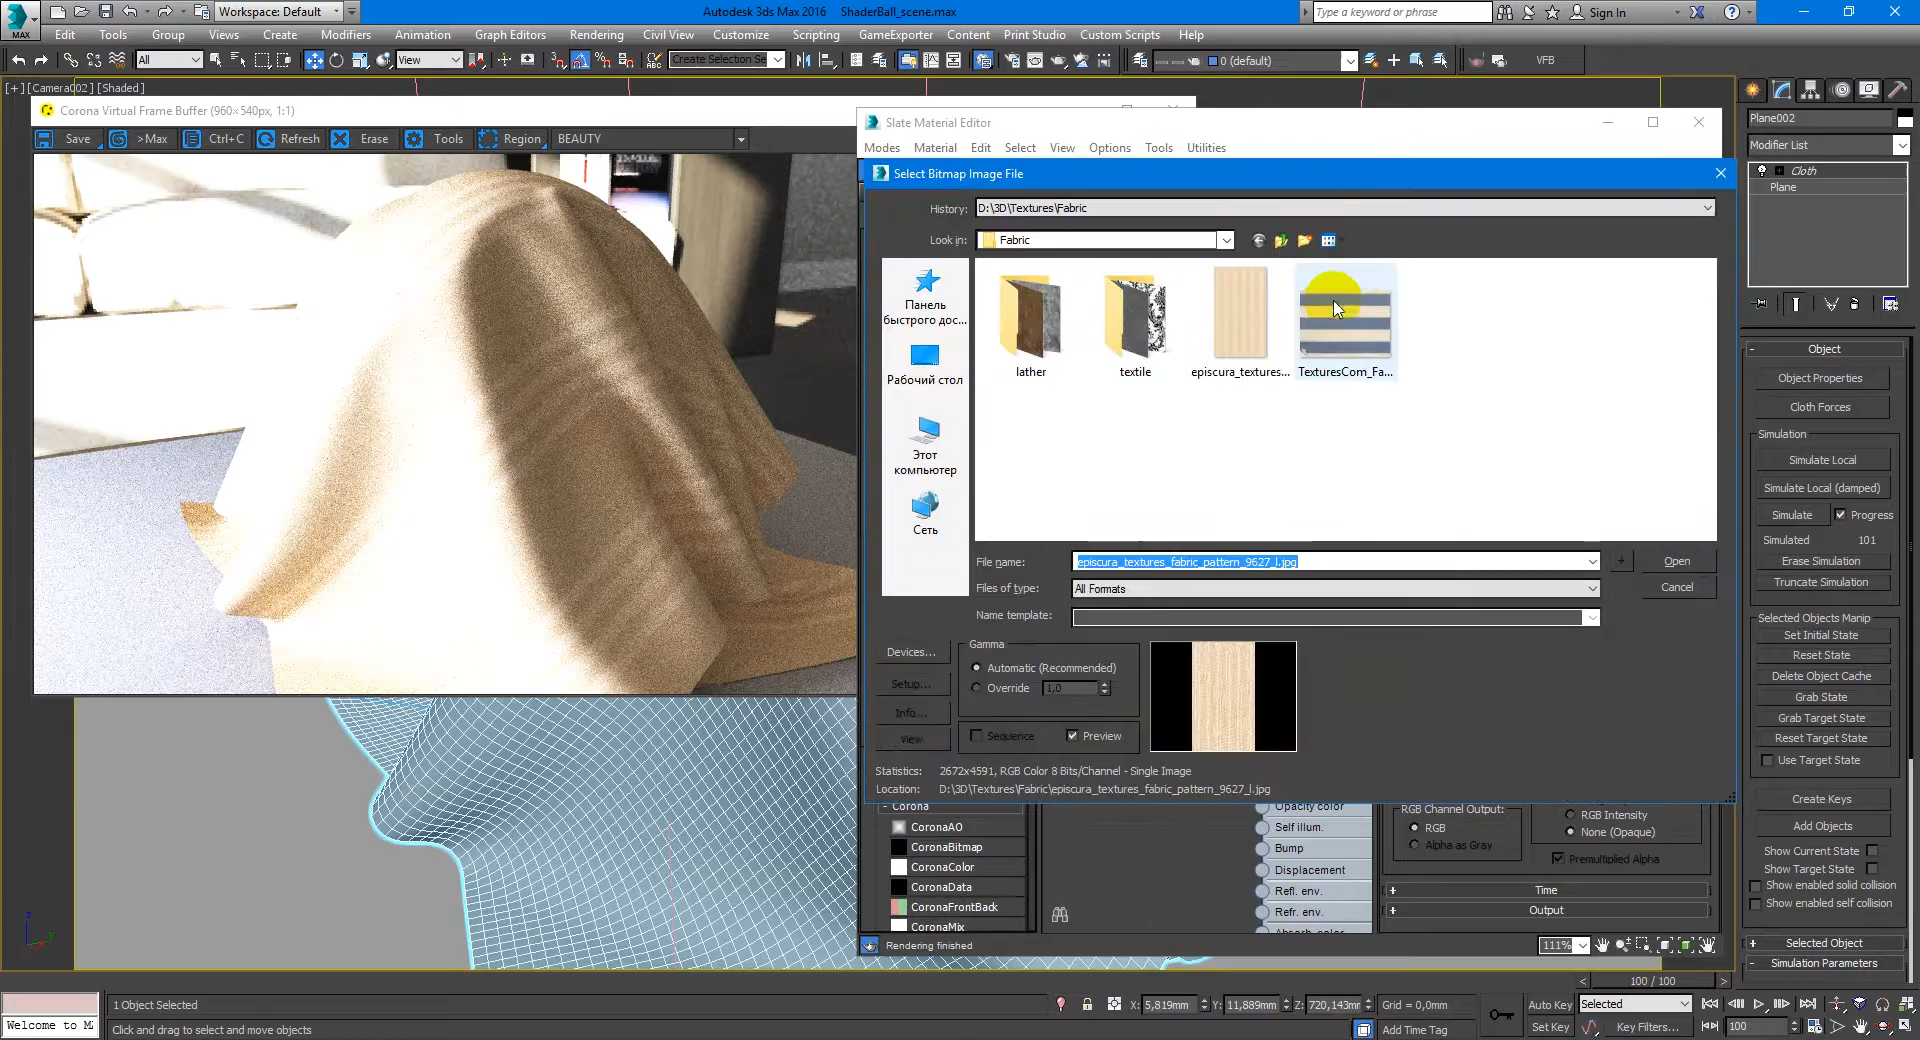 Workspace: Default
Autodesk 3ds Max 2016 ShaderBall_scene.max
Type a keyword or phrase
Sign In
MAX
Edit Tools Group Views Create Modifiers Animation Graph Editors Rendering Civil View Customize Scripting GameExporter Content Print Studio Custom Scripts Help
All
View
Create Selection Se
0 (default)
VFB
[+] [Camera002] [Shaded]
Corona Virtual Frame Buffer (960×540px, 1:1)
Save >Max Ctrl+C Refresh Erase Tools Region BEAUTY
Slate Material Editor
Modes Material Edit Select View Options Tools Utilities
Select Bitmap Image File
History: D:\3D\Textures\Fabric
Look in: Fabric
Панель
быстрого дос...
Рабочий стол
Этот
компьютер
Сеть
lather
textile
episcura_textures...
TexturesCom_Fa...
File name: episcura_textures_fabric_pattern_9627_l.jpg
Open
Files of type: All Formats
Cancel
Name template:
Devices...
Setup...
Info...
View
Gamma
Automatic (Recommended)
Override 1,0
Sequence Preview
Statistics: 2672x4591, RGB Color 8 Bits/Channel - Single Image
Location: D:\3D\Textures\Fabric\episcura_textures_fabric_pattern_9627_l.jpg
- Corona
CoronaAO
CoronaBitmap
CoronaColor
CoronaData
CoronaFrontBack
CoronaMix
Opacity color
Self illum.
Bump
Displacement
Refl. env.
Refr. env.
Absorb. color
RGB Channel Output:
RGB
Alpha as Gray
RGB Intensity
None (Opaque)
Premultiplied Alpha
+ Time
+ Output
Rendering finished
111%
Plane002
Modifier List
Cloth
Plane
- Object
Object Properties
Cloth Forces
Simulation
Simulate Local
Simulate Local (damped)
Simulate Progress
Simulated 101
Erase Simulation
Truncate Simulation
Selected Objects Manip
Set Initial State
Reset State
Delete Object Cache
Grab State
Grab Target State
Reset Target State
Use Target State
Create Keys
Add Objects
Show Current State
Show Target State
Show enabled solid collision
Show enabled self collision
+ Selected Object
- Simulation Parameters
z
y
< 100 / 100 >
1 Object Selected
X: 5,819mm Y: 11,889mm Z: 720,143mm Grid = 0,0mm
Auto Key Selected
Welcome to MA
Click and drag to select and move objects
Add Time Tag
Set Key Key Filters... 100